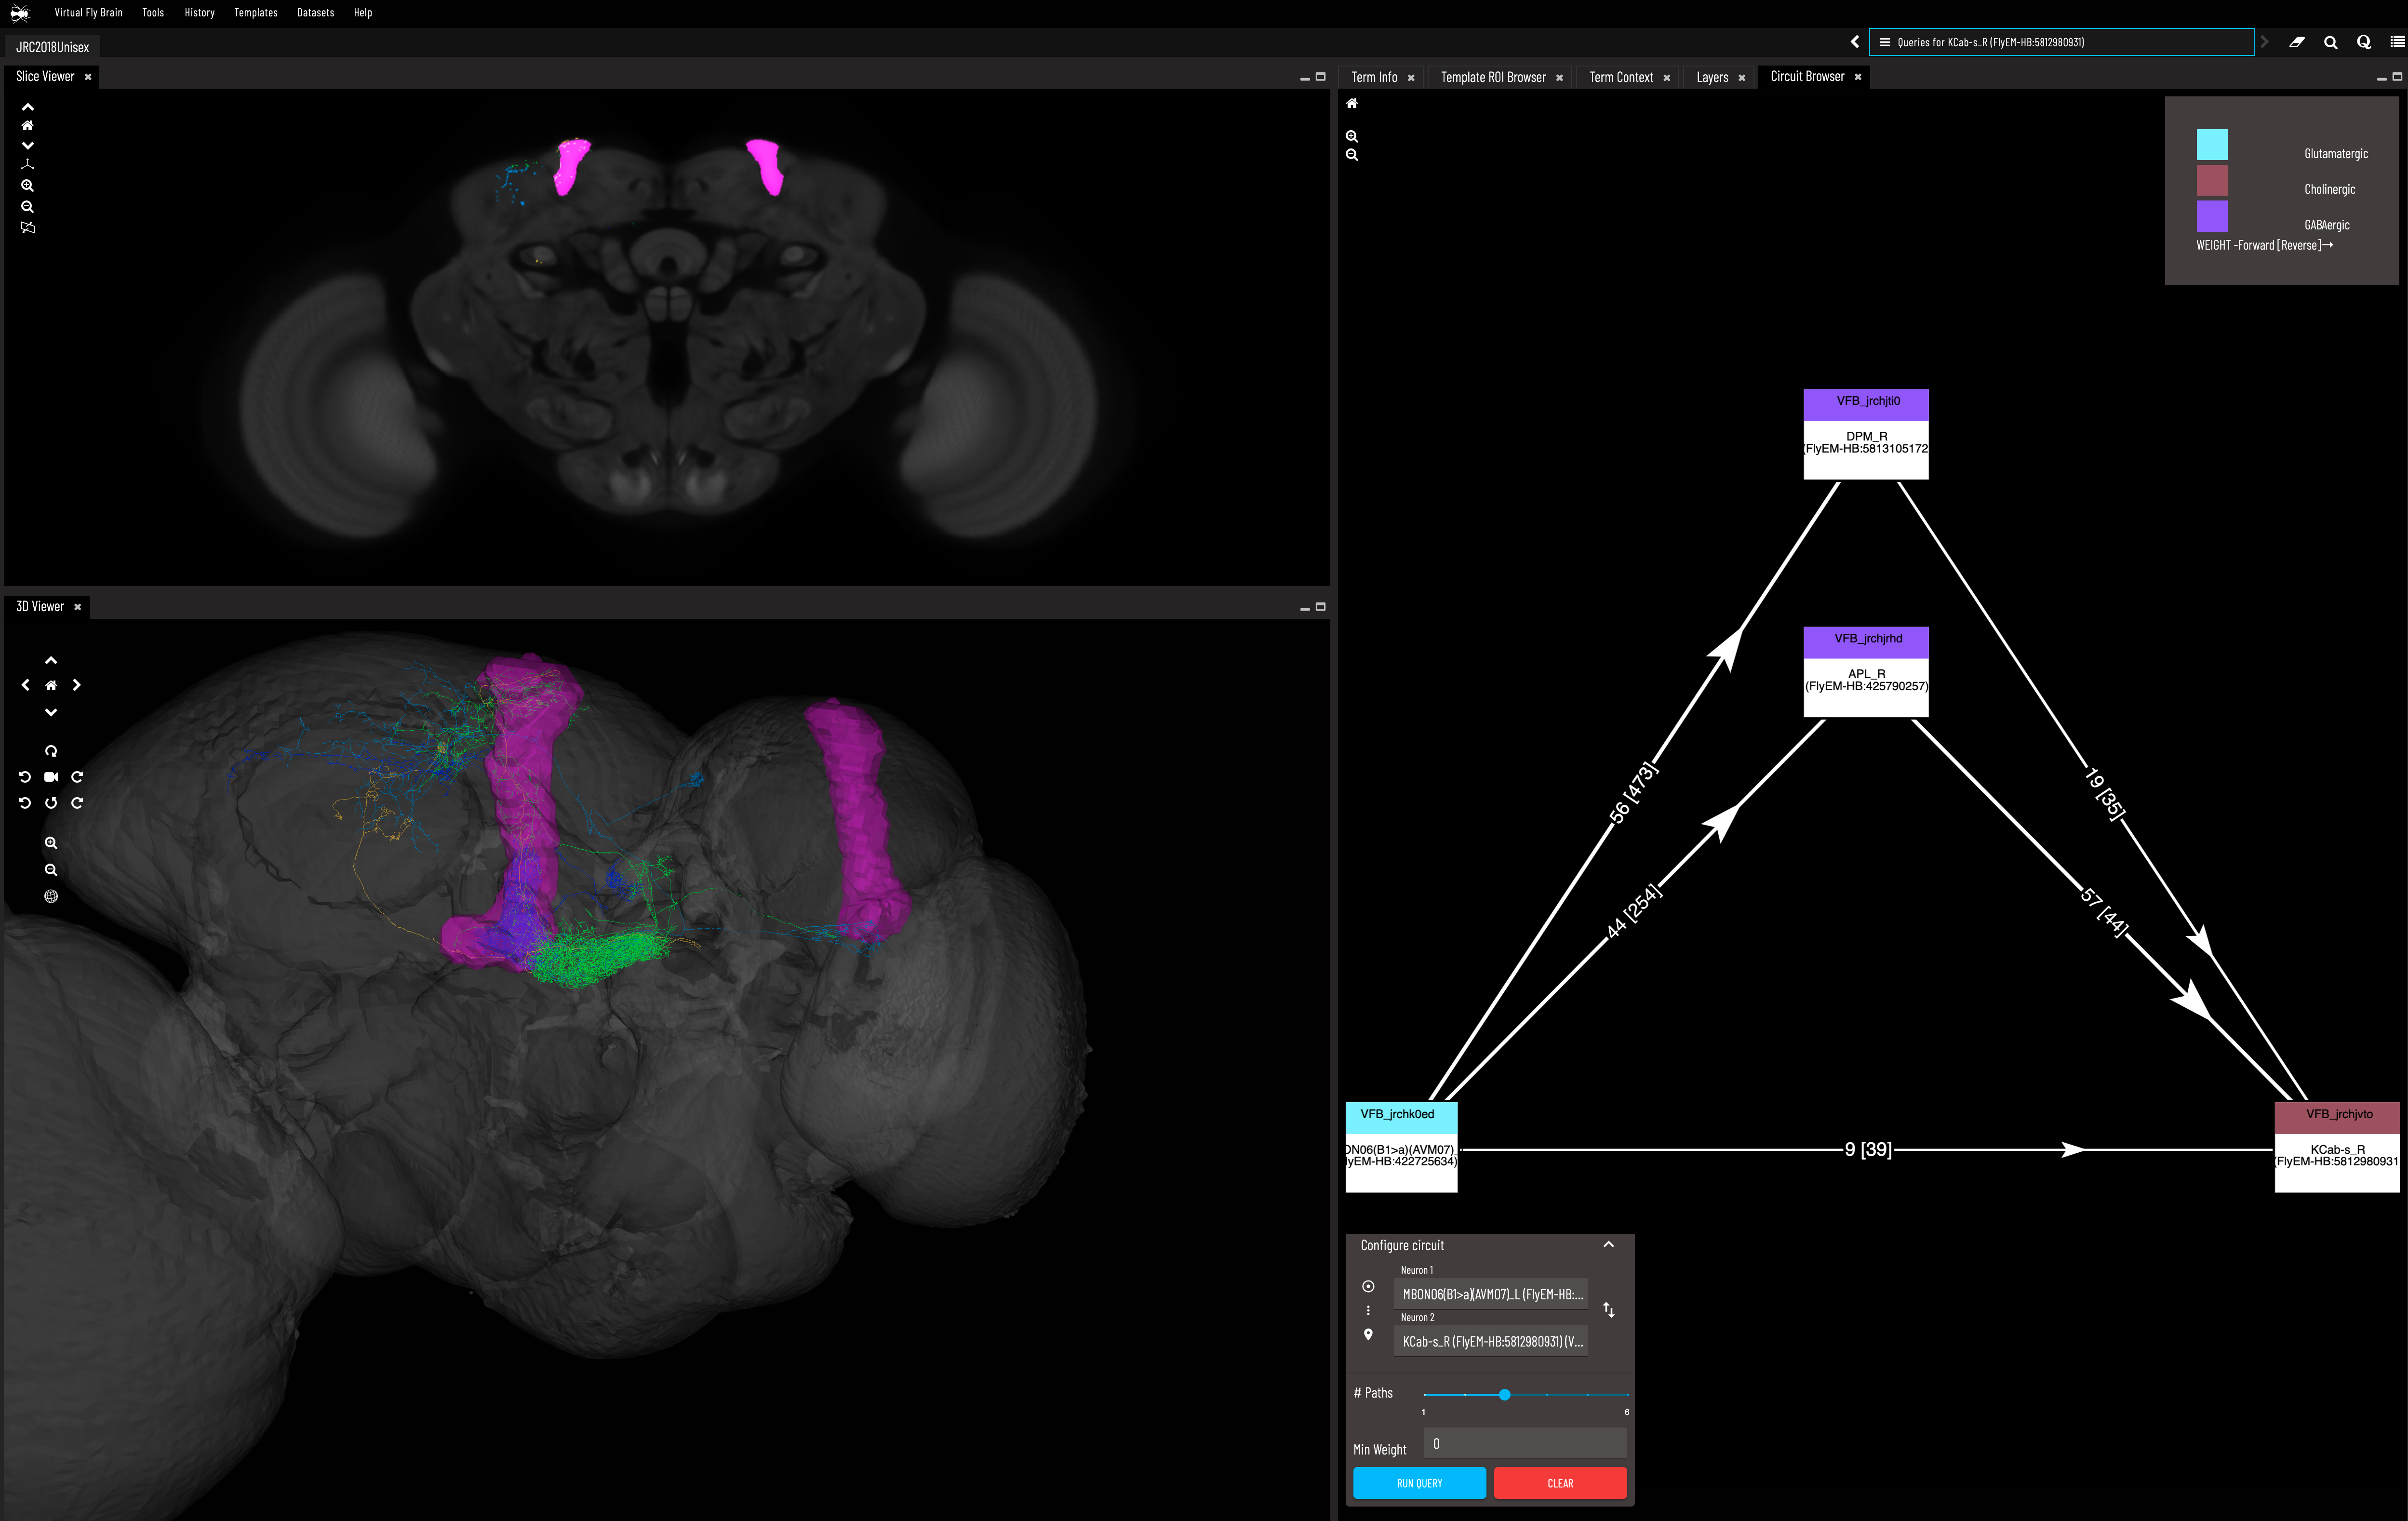 Virtual Fly Brain Tools History Templates Datasets Help
JRC2018Unisex
Queries for KCab-s_R (FlyEM-HB:5812980931)
Slice Viewer
3D Viewer
Term Info Template ROI Browser Term Context Layers Circuit Browser
Glutamatergic
Cholinergic
GABAergic
WEIGHT -Forward [Reverse]→
VFB_jrchjti0
DPM_R
(FlyEM-HB:5813105172
VFB_jrchjrhd
APL_R
(FlyEM-HB:425790257)
56 [473]
19 [35]
44 [254]
57 [44]
VFB_jrchk0ed
ON06(B1>a)(AVM07)_
lyEM-HB:422725634)
9 [39]
VFB_jrchjvto
KCab-s_R
(FlyEM-HB:5812980931
Configure circuit
Neuron 1
MBON06(B1>a)(AVM07)_L (FlyEM-HB:...
Neuron 2
KCab-s_R (FlyEM-HB:5812980931) (V...
# Paths
1 6
Min Weight 0
RUN QUERY CLEAR